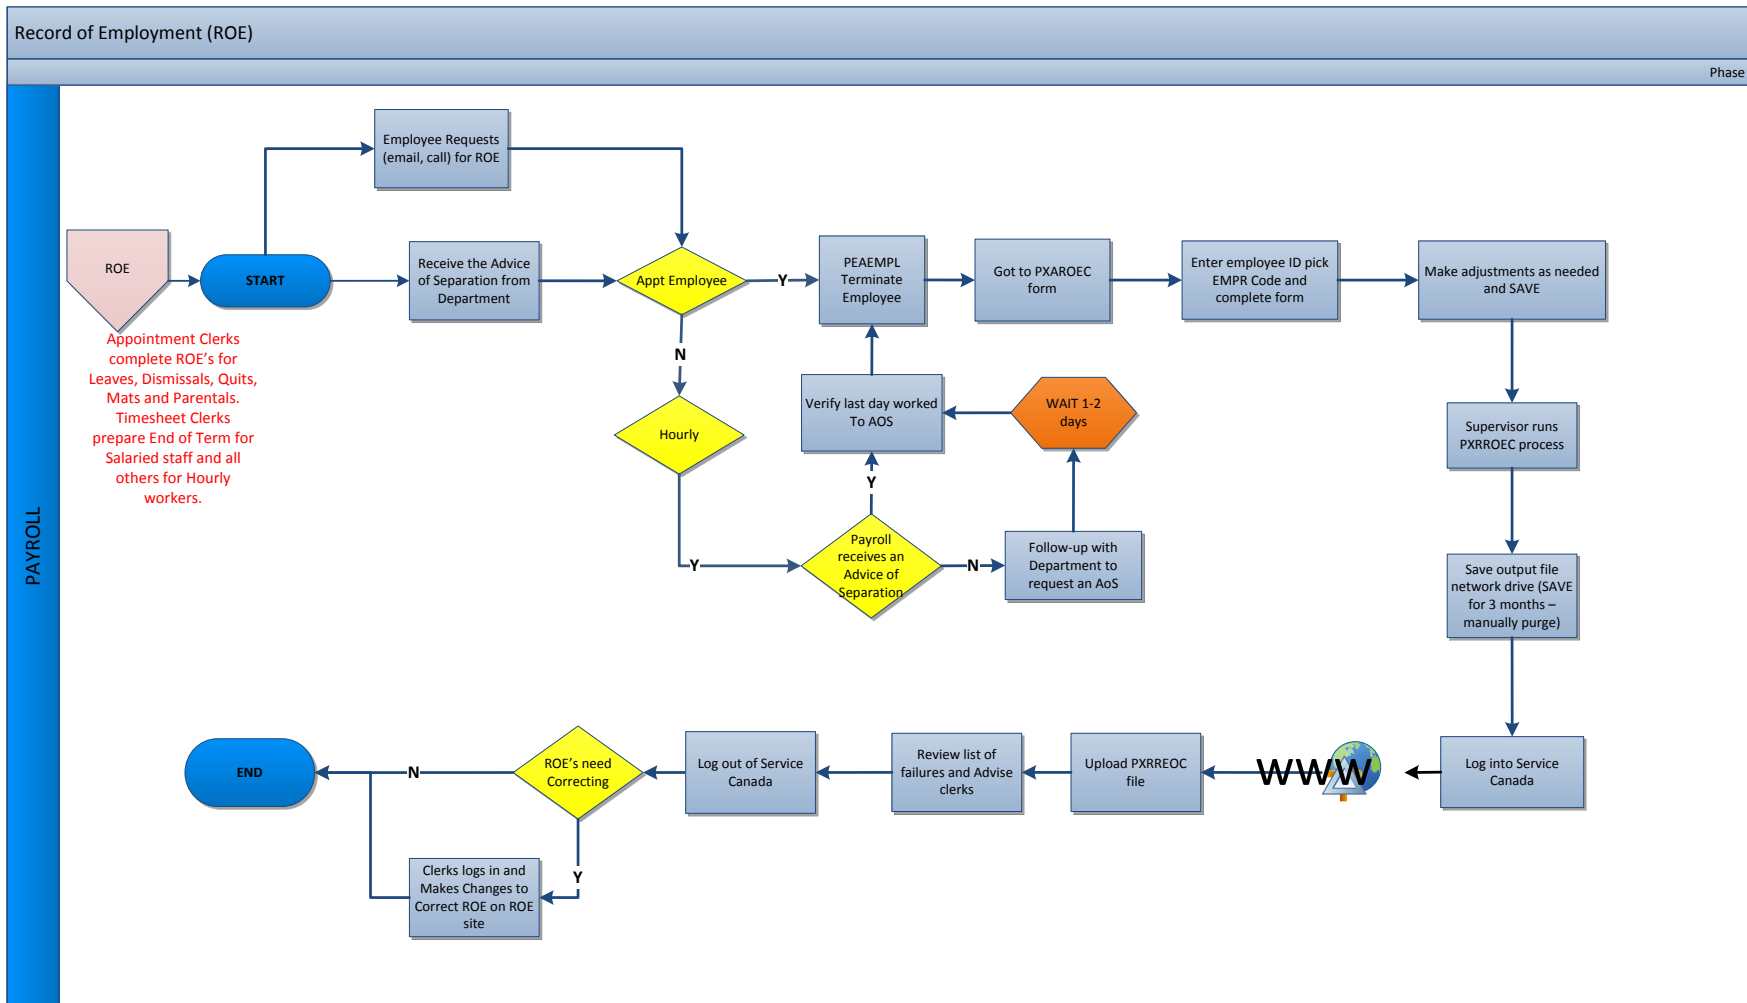 Record of Employment (ROE)
Phase
PAYROLL
Employee Requests
(email, call) for ROE
ROE
START
Receive the Advice
of Separation from
Department
Appt Employee
Y
PEAEMPL
Terminate
Employee
Got to PXAROEC
form
Enter employee ID pick
EMPR Code and
complete form
Make adjustments as needed
and SAVE
Appointment Clerks
complete ROE's for
Leaves, Dismissals, Quits,
Mats and Parentals.
Timesheet Clerks
prepare End of Term for
Salaried staff and all
others for Hourly
workers.
N
Hourly
Verify last day worked
To AOS
WAIT 1-2
days
Supervisor runs
PXRROEC process
Y
Y
Payroll
receives an
Advice of
Separation
N
Follow-up with
Department to
request an AoS
Save output file
network drive (SAVE
for 3 months –
manually purge)
END
N
ROE's need
Correcting
Log out of Service
Canada
Review list of
failures and Advise
clerks
Upload PXRREOC
file
WWW
Log into Service
Canada
Y
Clerks logs in and
Makes Changes to
Correct ROE on ROE
site